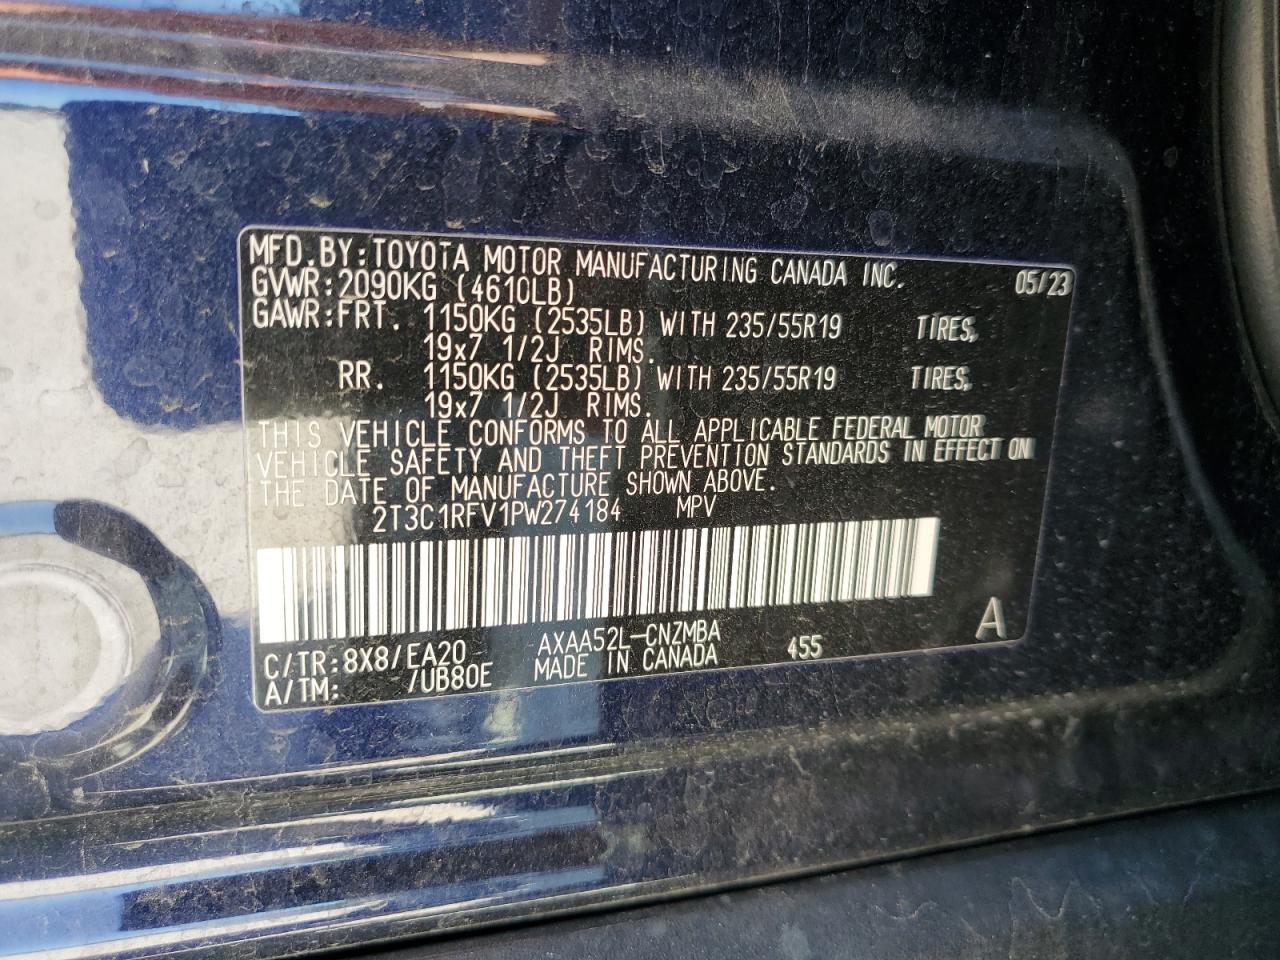 MFD.BY:TOYOTA MOTOR MANUFACTURING CANADA INC. 05/23
GVWR:2090KG (4610LB)
GAWR:FRT. 1150KG (2535LB) WITH 235/55R19 TIRES,
19x7 1/2J RIMS.
RR. 1150KG (2535LB) WITH 235/55R19 TIRES,
19x7 1/2J RIMS.
THIS VEHICLE CONFORMS TO ALL APPLICABLE FEDERAL MOTOR
VEHICLE SAFETY AND THEFT PREVENTION STANDARDS IN EFFECT ON
THE DATE OF MANUFACTURE SHOWN ABOVE.
2T3C1RFV1PW274184 MPV
C/TR:8X8/EA20 AXAA52L-CNZMBA 455 A
A/TM: /UB80E MADE IN CANADA